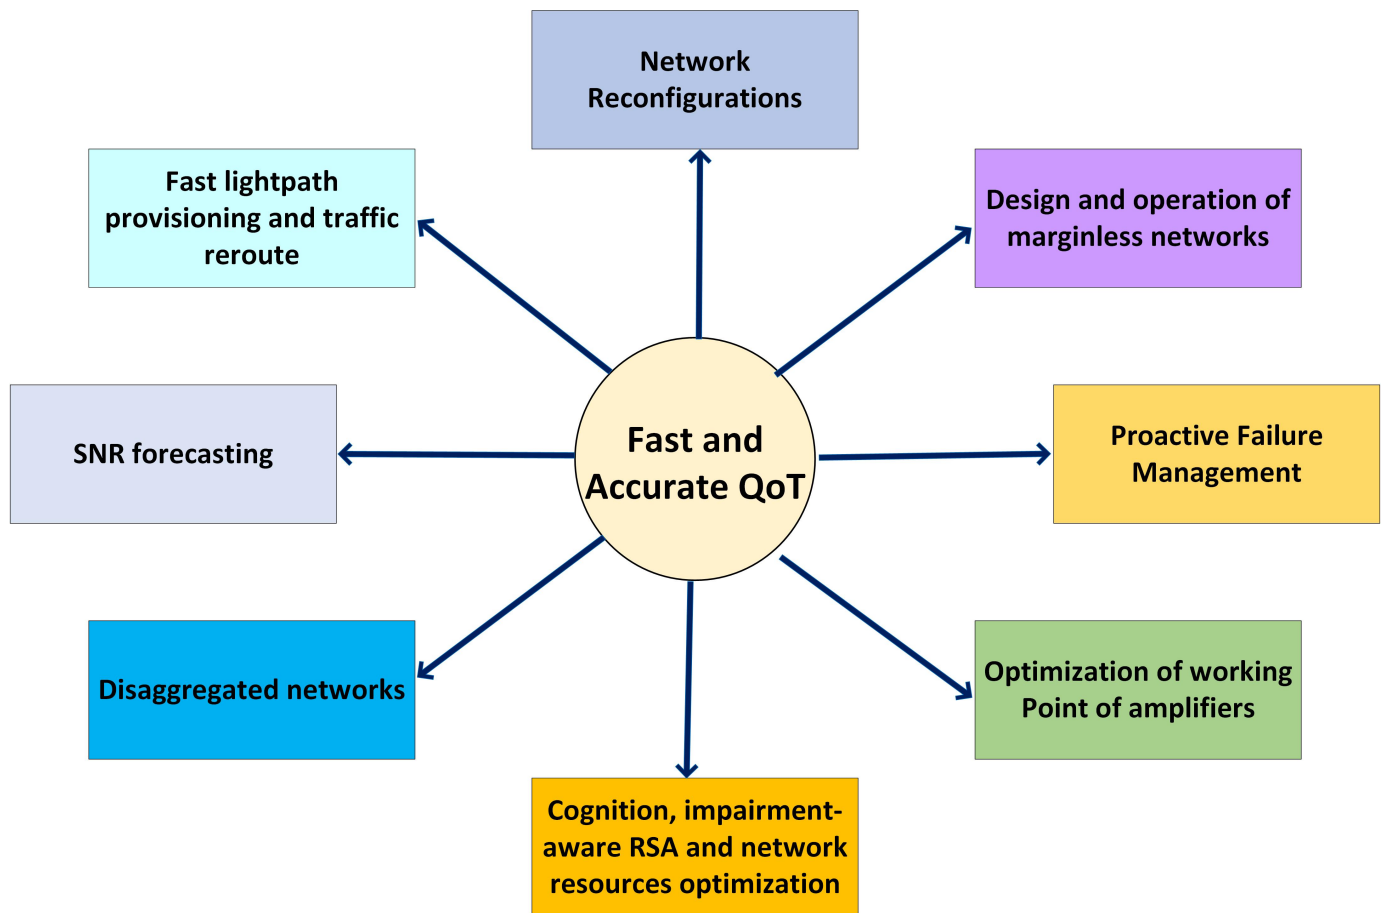 Network
Reconfigurations
Fast lightpath
provisioning and traffic
reroute
Design and operation of
marginless networks
SNR forecasting
Fast and
Accurate QoT
Proactive Failure
Management
Disaggregated networks
Optimization of working
Point of amplifiers
Cognition, impairment-
aware RSA and network
resources optimization